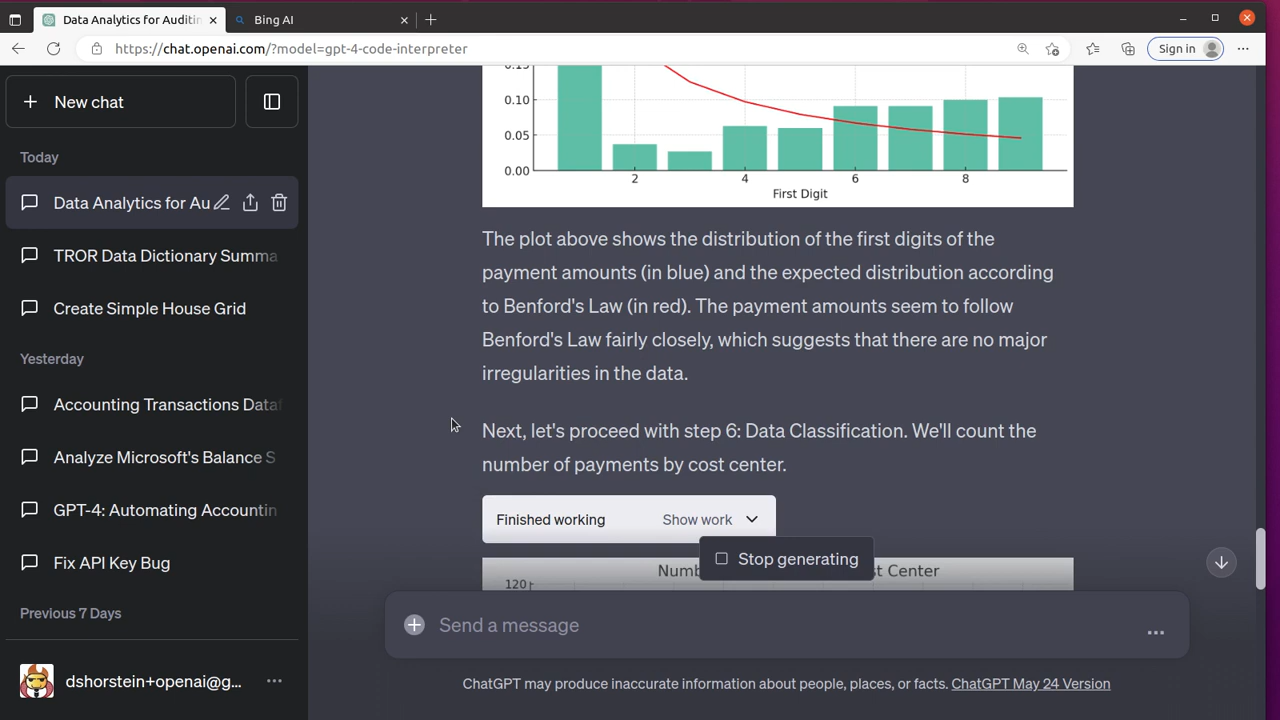 Data Analytics for Auditin
Bing AI
https://chat.openai.com/?model=gpt-4-code-interpreter
Sign in
New chat
Today
Data Analytics for Au
TROR Data Dictionary Summa
Create Simple House Grid
Yesterday
Accounting Transactions Data
Analyze Microsoft's Balance S
GPT-4: Automating Accountin
Fix API Key Bug
Previous 7 Days
dshorstein+openai@g...
0.15
0.10
0.05
0.00
2 4 6 8
First Digit
The plot above shows the distribution of the first digits of the
payment amounts (in blue) and the expected distribution according
to Benford's Law (in red). The payment amounts seem to follow
Benford's Law fairly closely, which suggests that there are no major
irregularities in the data.
Next, let's proceed with step 6: Data Classification. We'll count the
number of payments by cost center.
Finished working Show work
Stop generating
Numb
st Center
120
Send a message
ChatGPT may produce inaccurate information about people, places, or facts. ChatGPT May 24 Version